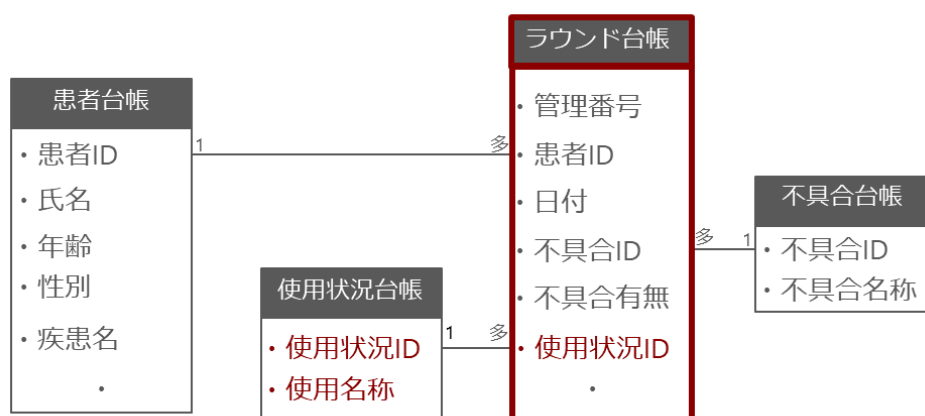 患者台帳
・患者ID
・氏名
・年齢
・性別
・疾患名
・
1
多
使用状況台帳
・使用状況ID
・使用名称
1
多
ラウンド台帳
・管理番号
・患者ID
・日付
・不具合ID
・不具合有無
・使用状況ID
・
多
1
不具合台帳
・不具合ID
・不具合名称